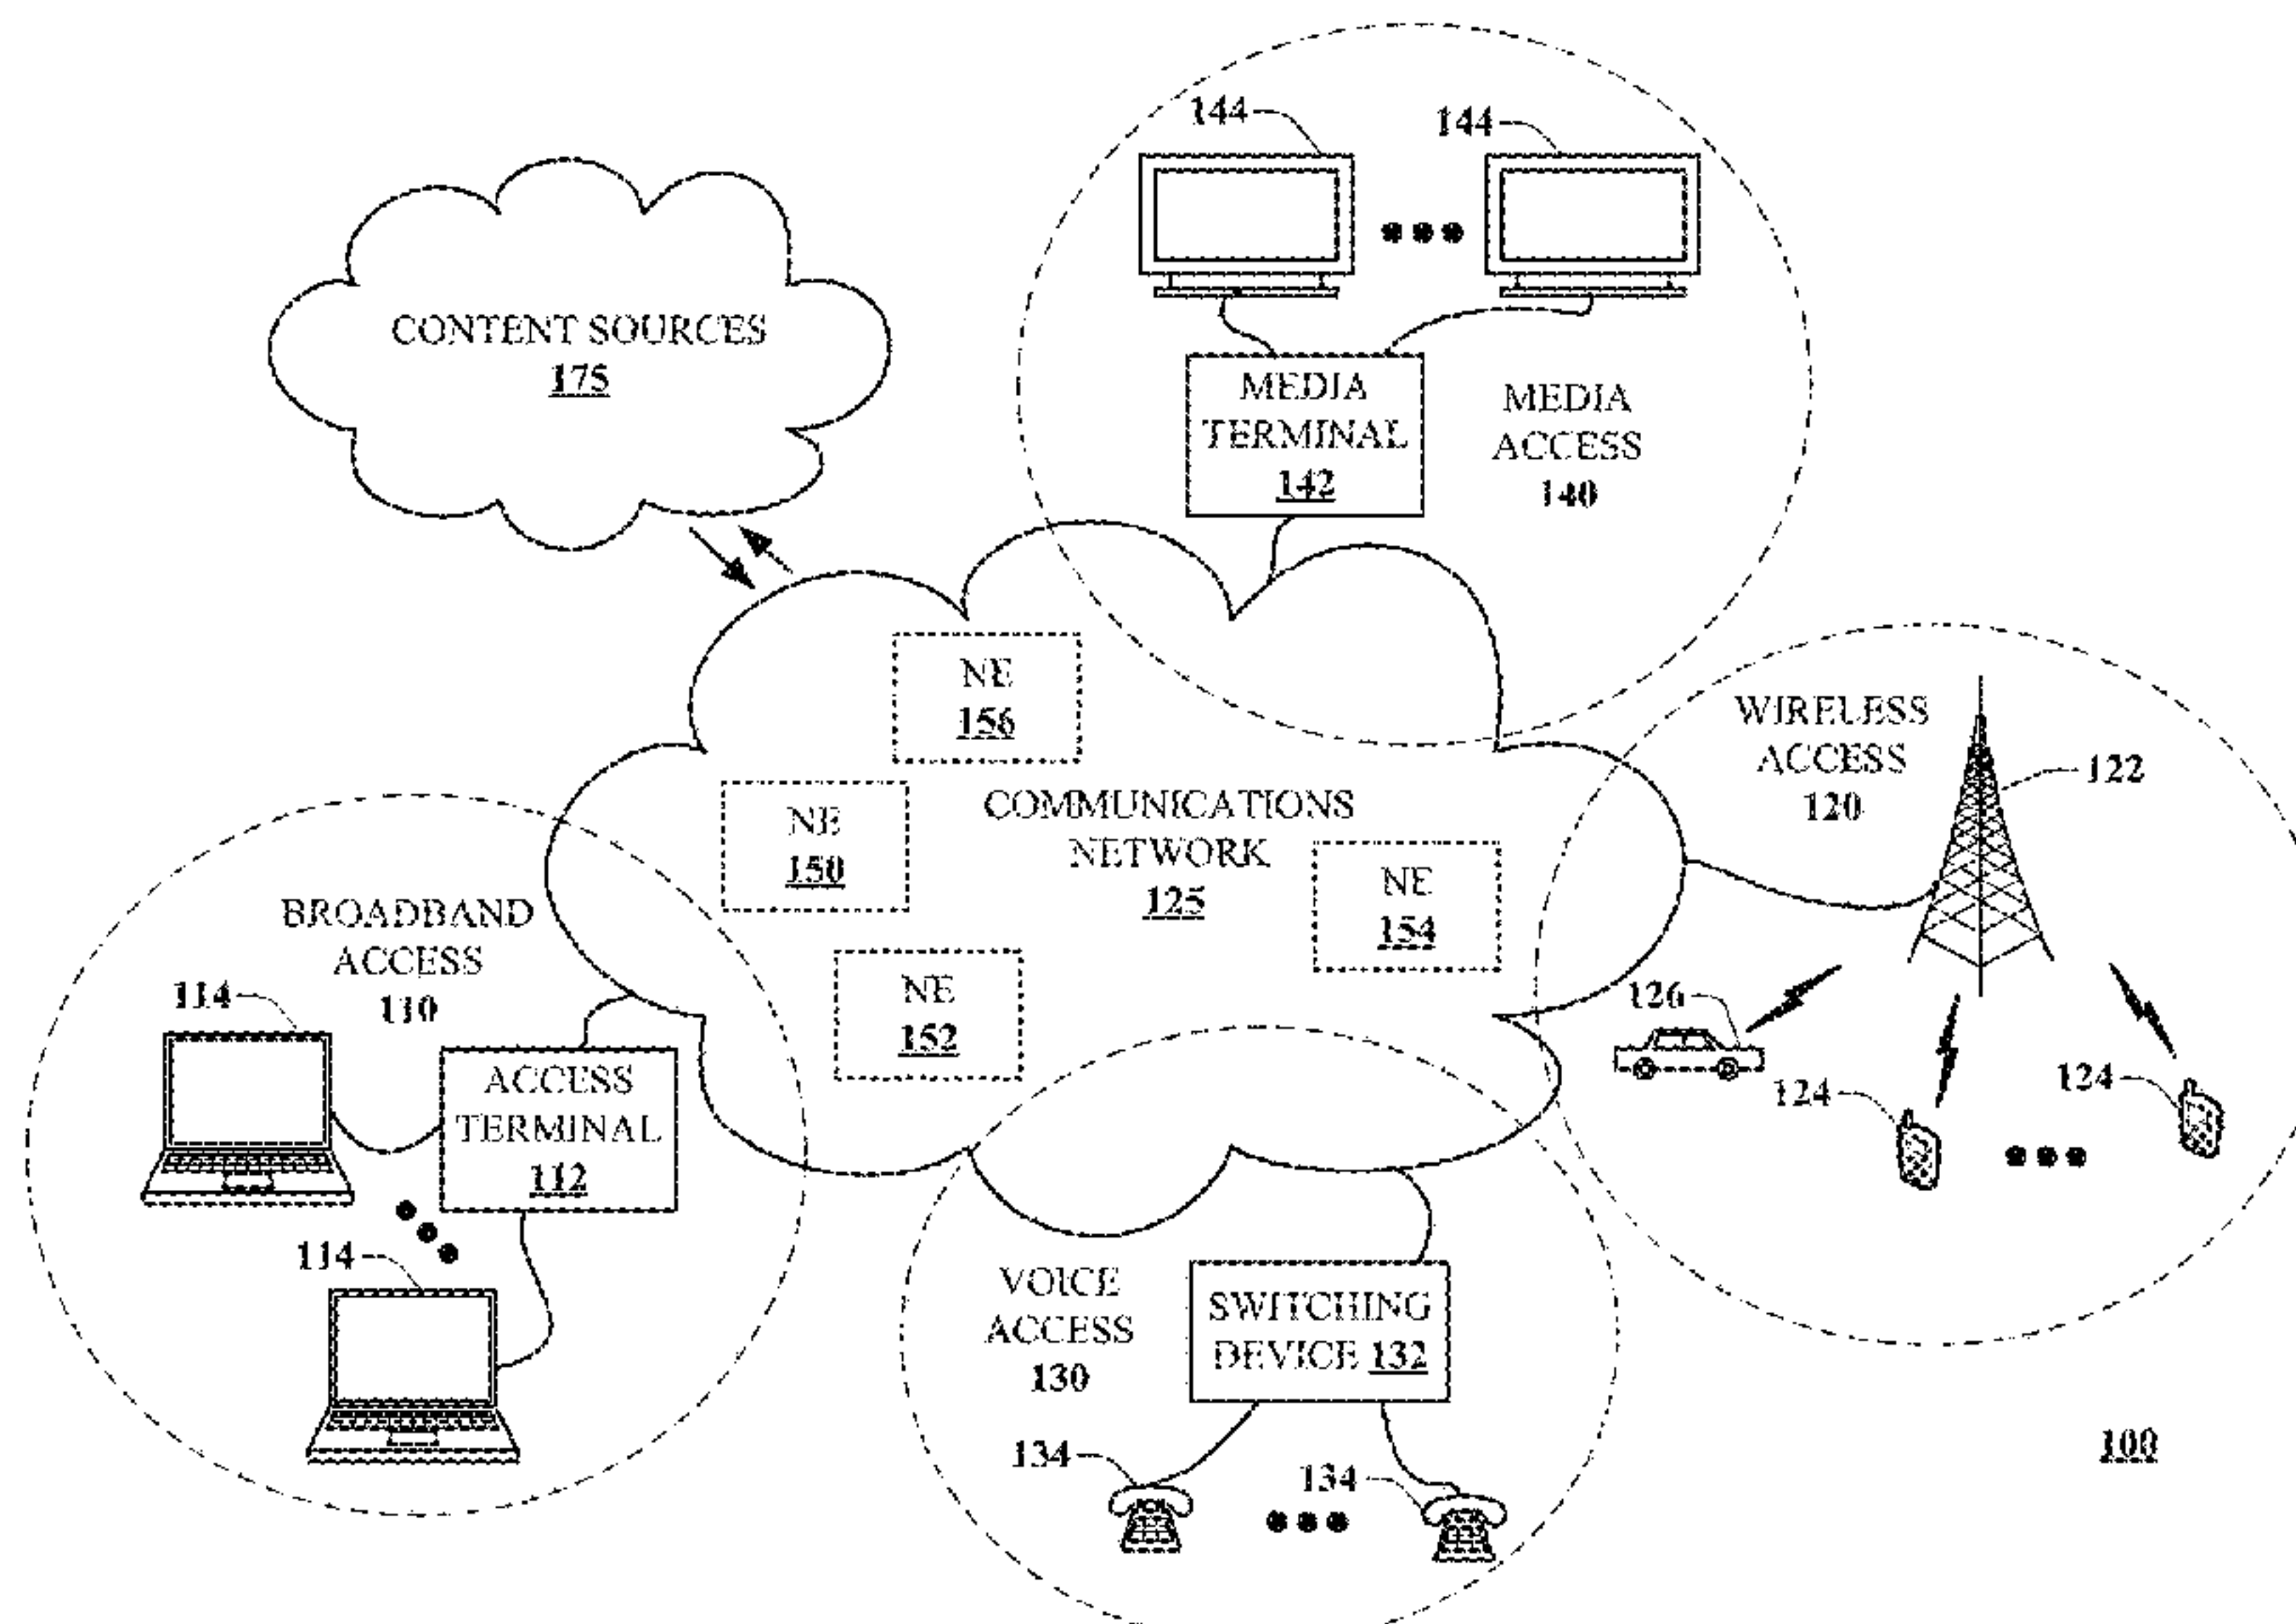 144
144
CONTENT SOURCES
175
MEDIA
TERMINAL
142
MEDIA
ACCESS
140
NE
156
WIRELESS
ACCESS
120
122
NE
150
COMMUNICATIONS
NETWORK
125
NE
154
BROADBAND
ACCESS
110
114
NE
152
126
124
124
ACCESS
TERMINAL
112
114
VOICE
ACCESS
130
SWITCHING
DEVICE 132
134
134
100